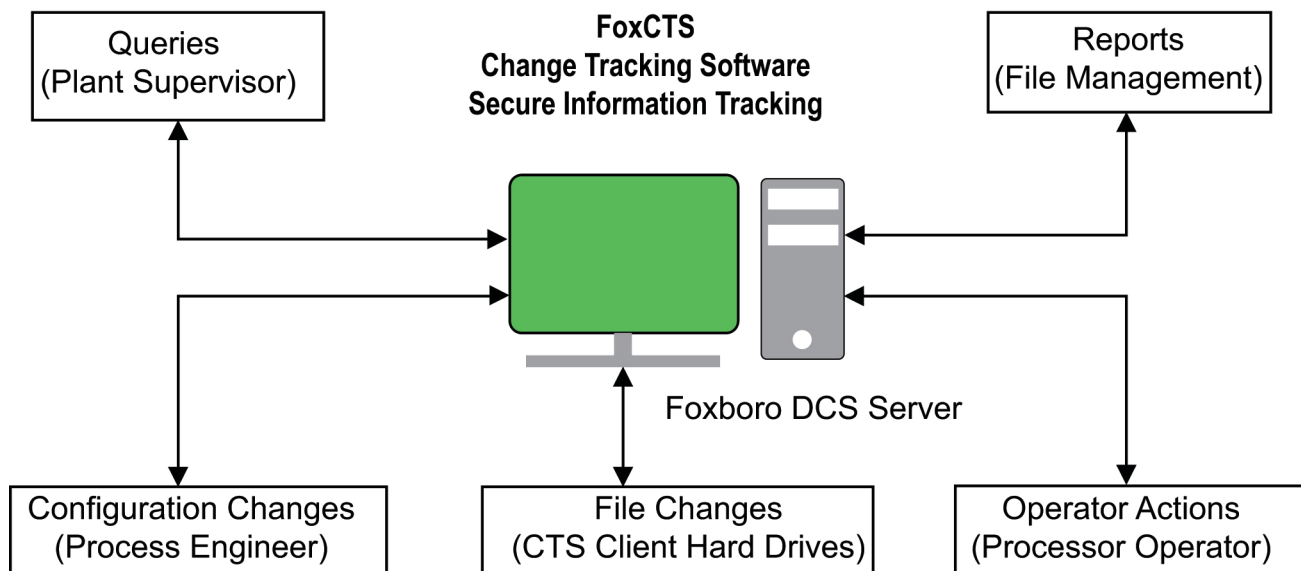 Queries
(Plant Supervisor)
FoxCTS
Change Tracking Software
Secure Information Tracking
Reports
(File Management)
Foxboro DCS Server
Configuration Changes
(Process Engineer)
File Changes
(CTS Client Hard Drives)
Operator Actions
(Processor Operator)